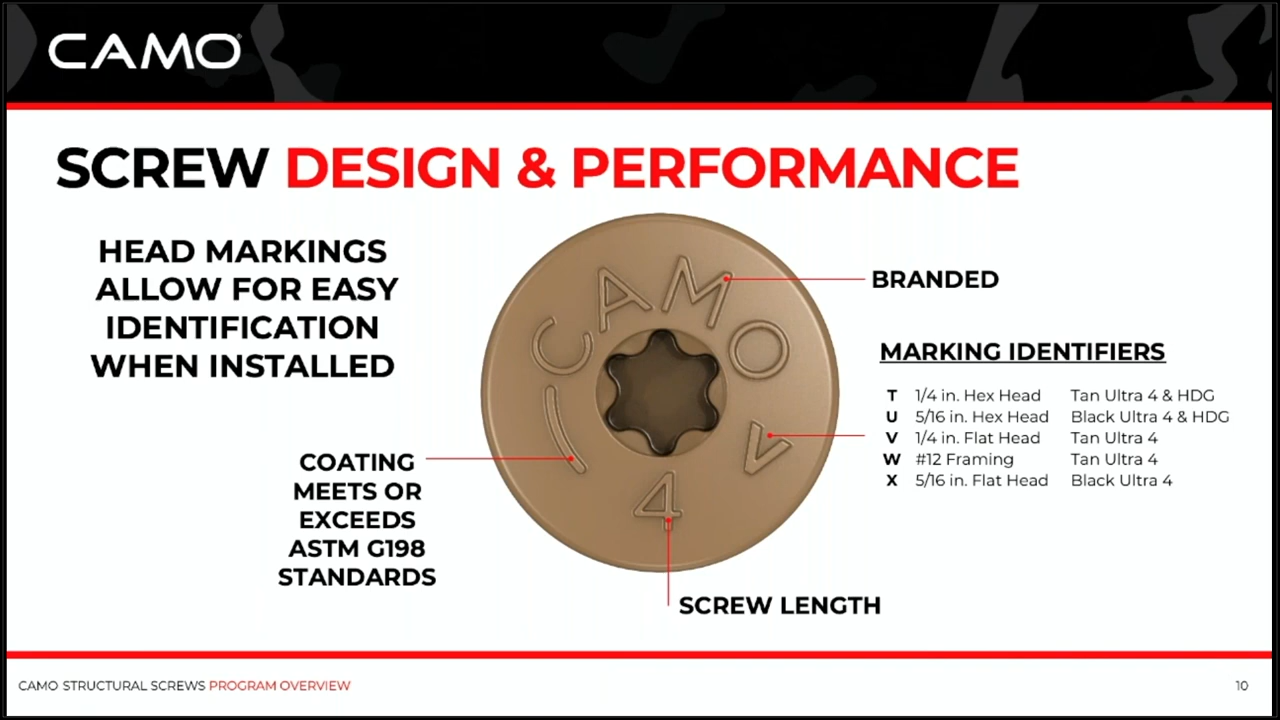 CAMO
SCREW DESIGN & PERFORMANCE
HEAD MARKINGS
ALLOW FOR EASY
IDENTIFICATION
WHEN INSTALLED
COATING
MEETS OR
EXCEEDS
ASTM G198
STANDARDS
CAMO
V
4
BRANDED
MARKING IDENTIFIERS
T 1/4 in. Hex Head Tan Ultra 4 & HDG
U 5/16 in. Hex Head Black Ultra 4 & HDG
V 1/4 in. Flat Head Tan Ultra 4
W #12 Framing Tan Ultra 4
X 5/16 in. Flat Head Black Ultra 4
SCREW LENGTH
CAMO STRUCTURAL SCREWS PROGRAM OVERVIEW
10